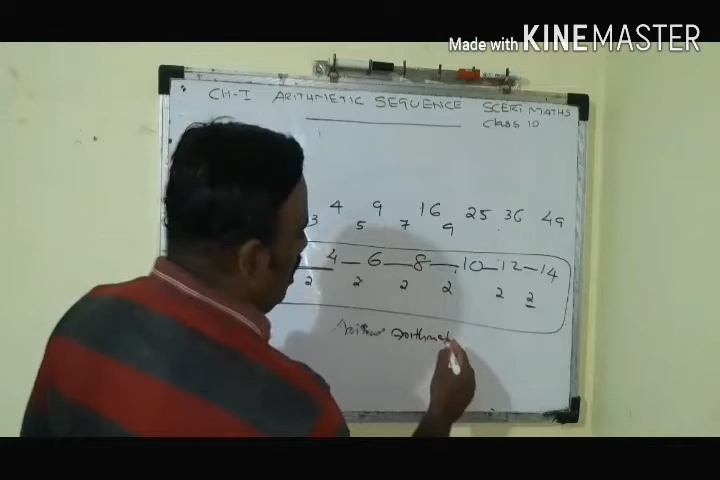 Made with KINEMASTER
CH-I ARITHMETIC SEQUENCE SCERT MATHS
Class 10
4 9 16 25 36 49
3 5 7 9
4 — 6 — 8 — 10 — 12 — 14
2 2 2 2 2 2
arithmet